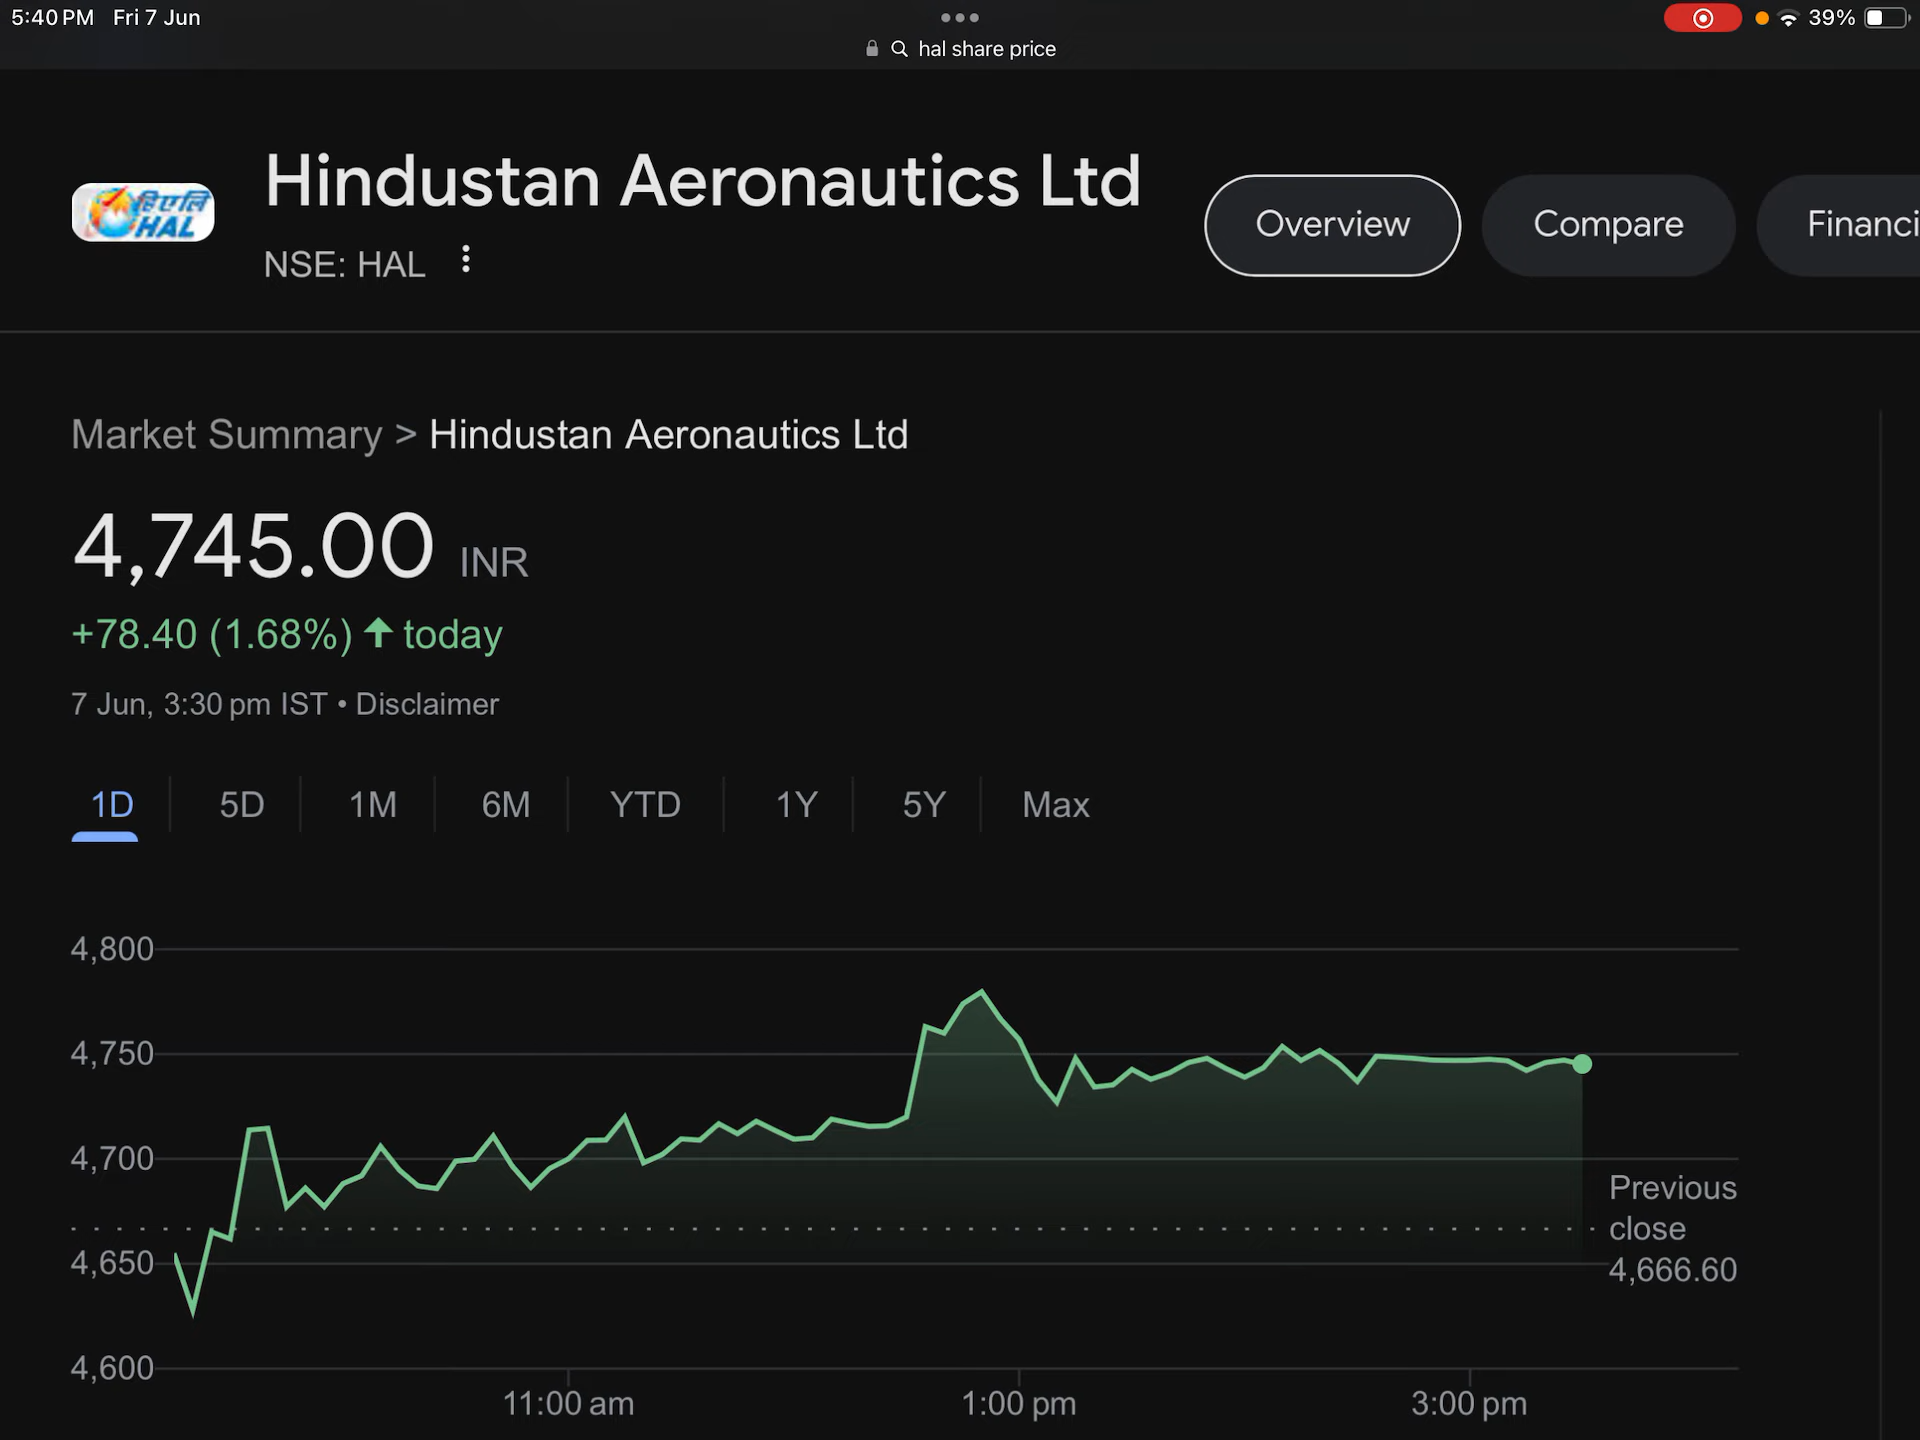 5:40 PM Fri 7 Jun
39%
hal share price
हिएलि
HAL
Hindustan Aeronautics Ltd
NSE: HAL
Overview
Compare
Financi
Market Summary > Hindustan Aeronautics Ltd
4,745.00 INR
+78.40 (1.68%) ↑ today
7 Jun, 3:30 pm IST • Disclaimer
1D 5D 1M 6M YTD 1Y 5Y Max
4,800
4,750
4,700
4,650
4,600
Previous
close
4,666.60
11:00 am 1:00 pm 3:00 pm